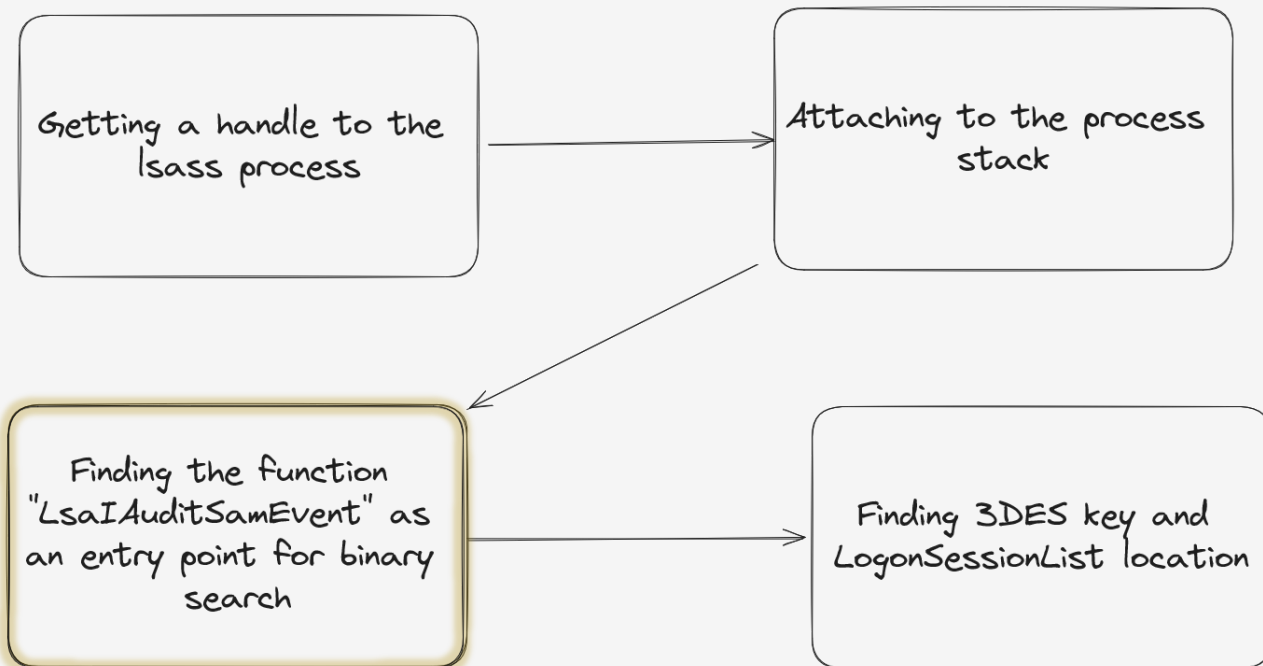 Getting a handle to the
lsass process
Attaching to the process
stack
Finding the function
"LsaIAuditSamEvent" as
an entry point for binary
search
Finding 3DES key and
LogonSessionList location